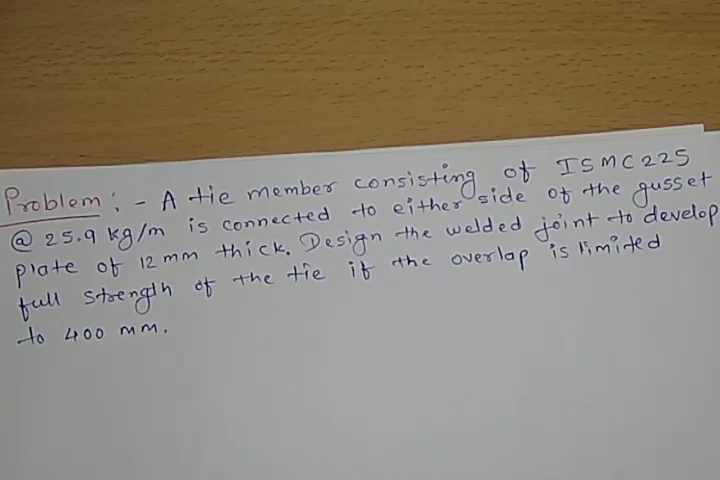 Problem : - A tie member consisting of ISMC225
@ 25.9 kg/m is connected to either side of the gusset
plate of 12 mm thick. Design the welded joint to develop
full strength of the tie if the overlap is limited
to 400 mm.